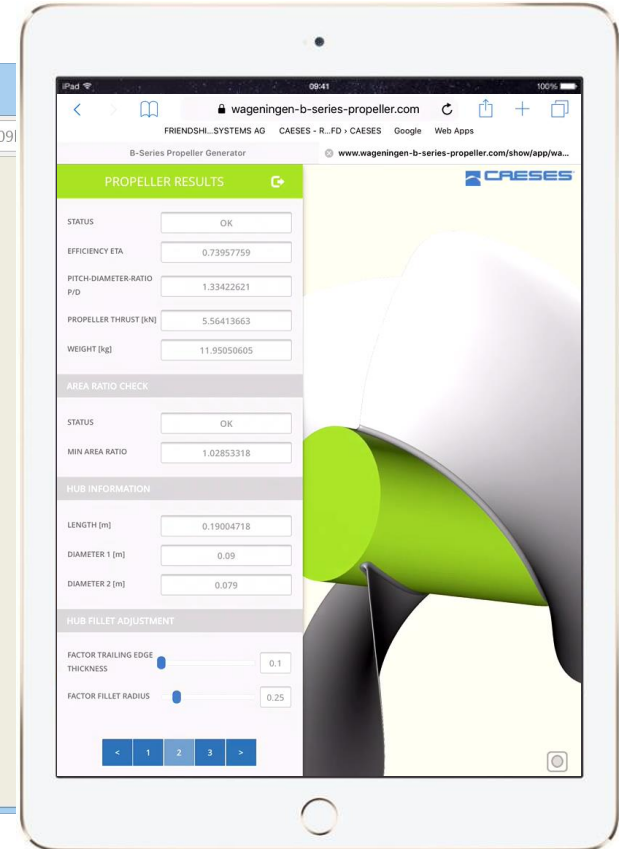 iPad
09:41
100%
wageningen-b-series-propeller.com
FRIENDSHI...SYSTEMS AG CAESES - R...FD > CAESES Google Web Apps
B-Series Propeller Generator
www.wageningen-b-series-propeller.com/show/app/wa...
PROPELLER RESULTS
CAESES
STATUS OK
EFFICIENCY ETA 0.73957759
PITCH-DIAMETER-RATIO
P/D 1.33422621
PROPELLER THRUST [kN] 5.56413663
WEIGHT [kg] 11.95050605
AREA RATIO CHECK
STATUS OK
MIN AREA RATIO 1.02853318
HUB INFORMATION
LENGTH [m] 0.19004718
DIAMETER 1 [m] 0.09
DIAMETER 2 [m] 0.079
HUB FILLET ADJUSTMENT
FACTOR TRAILING EDGE
THICKNESS 0.1
FACTOR FILLET RADIUS 0.25
< 1 2 3 >